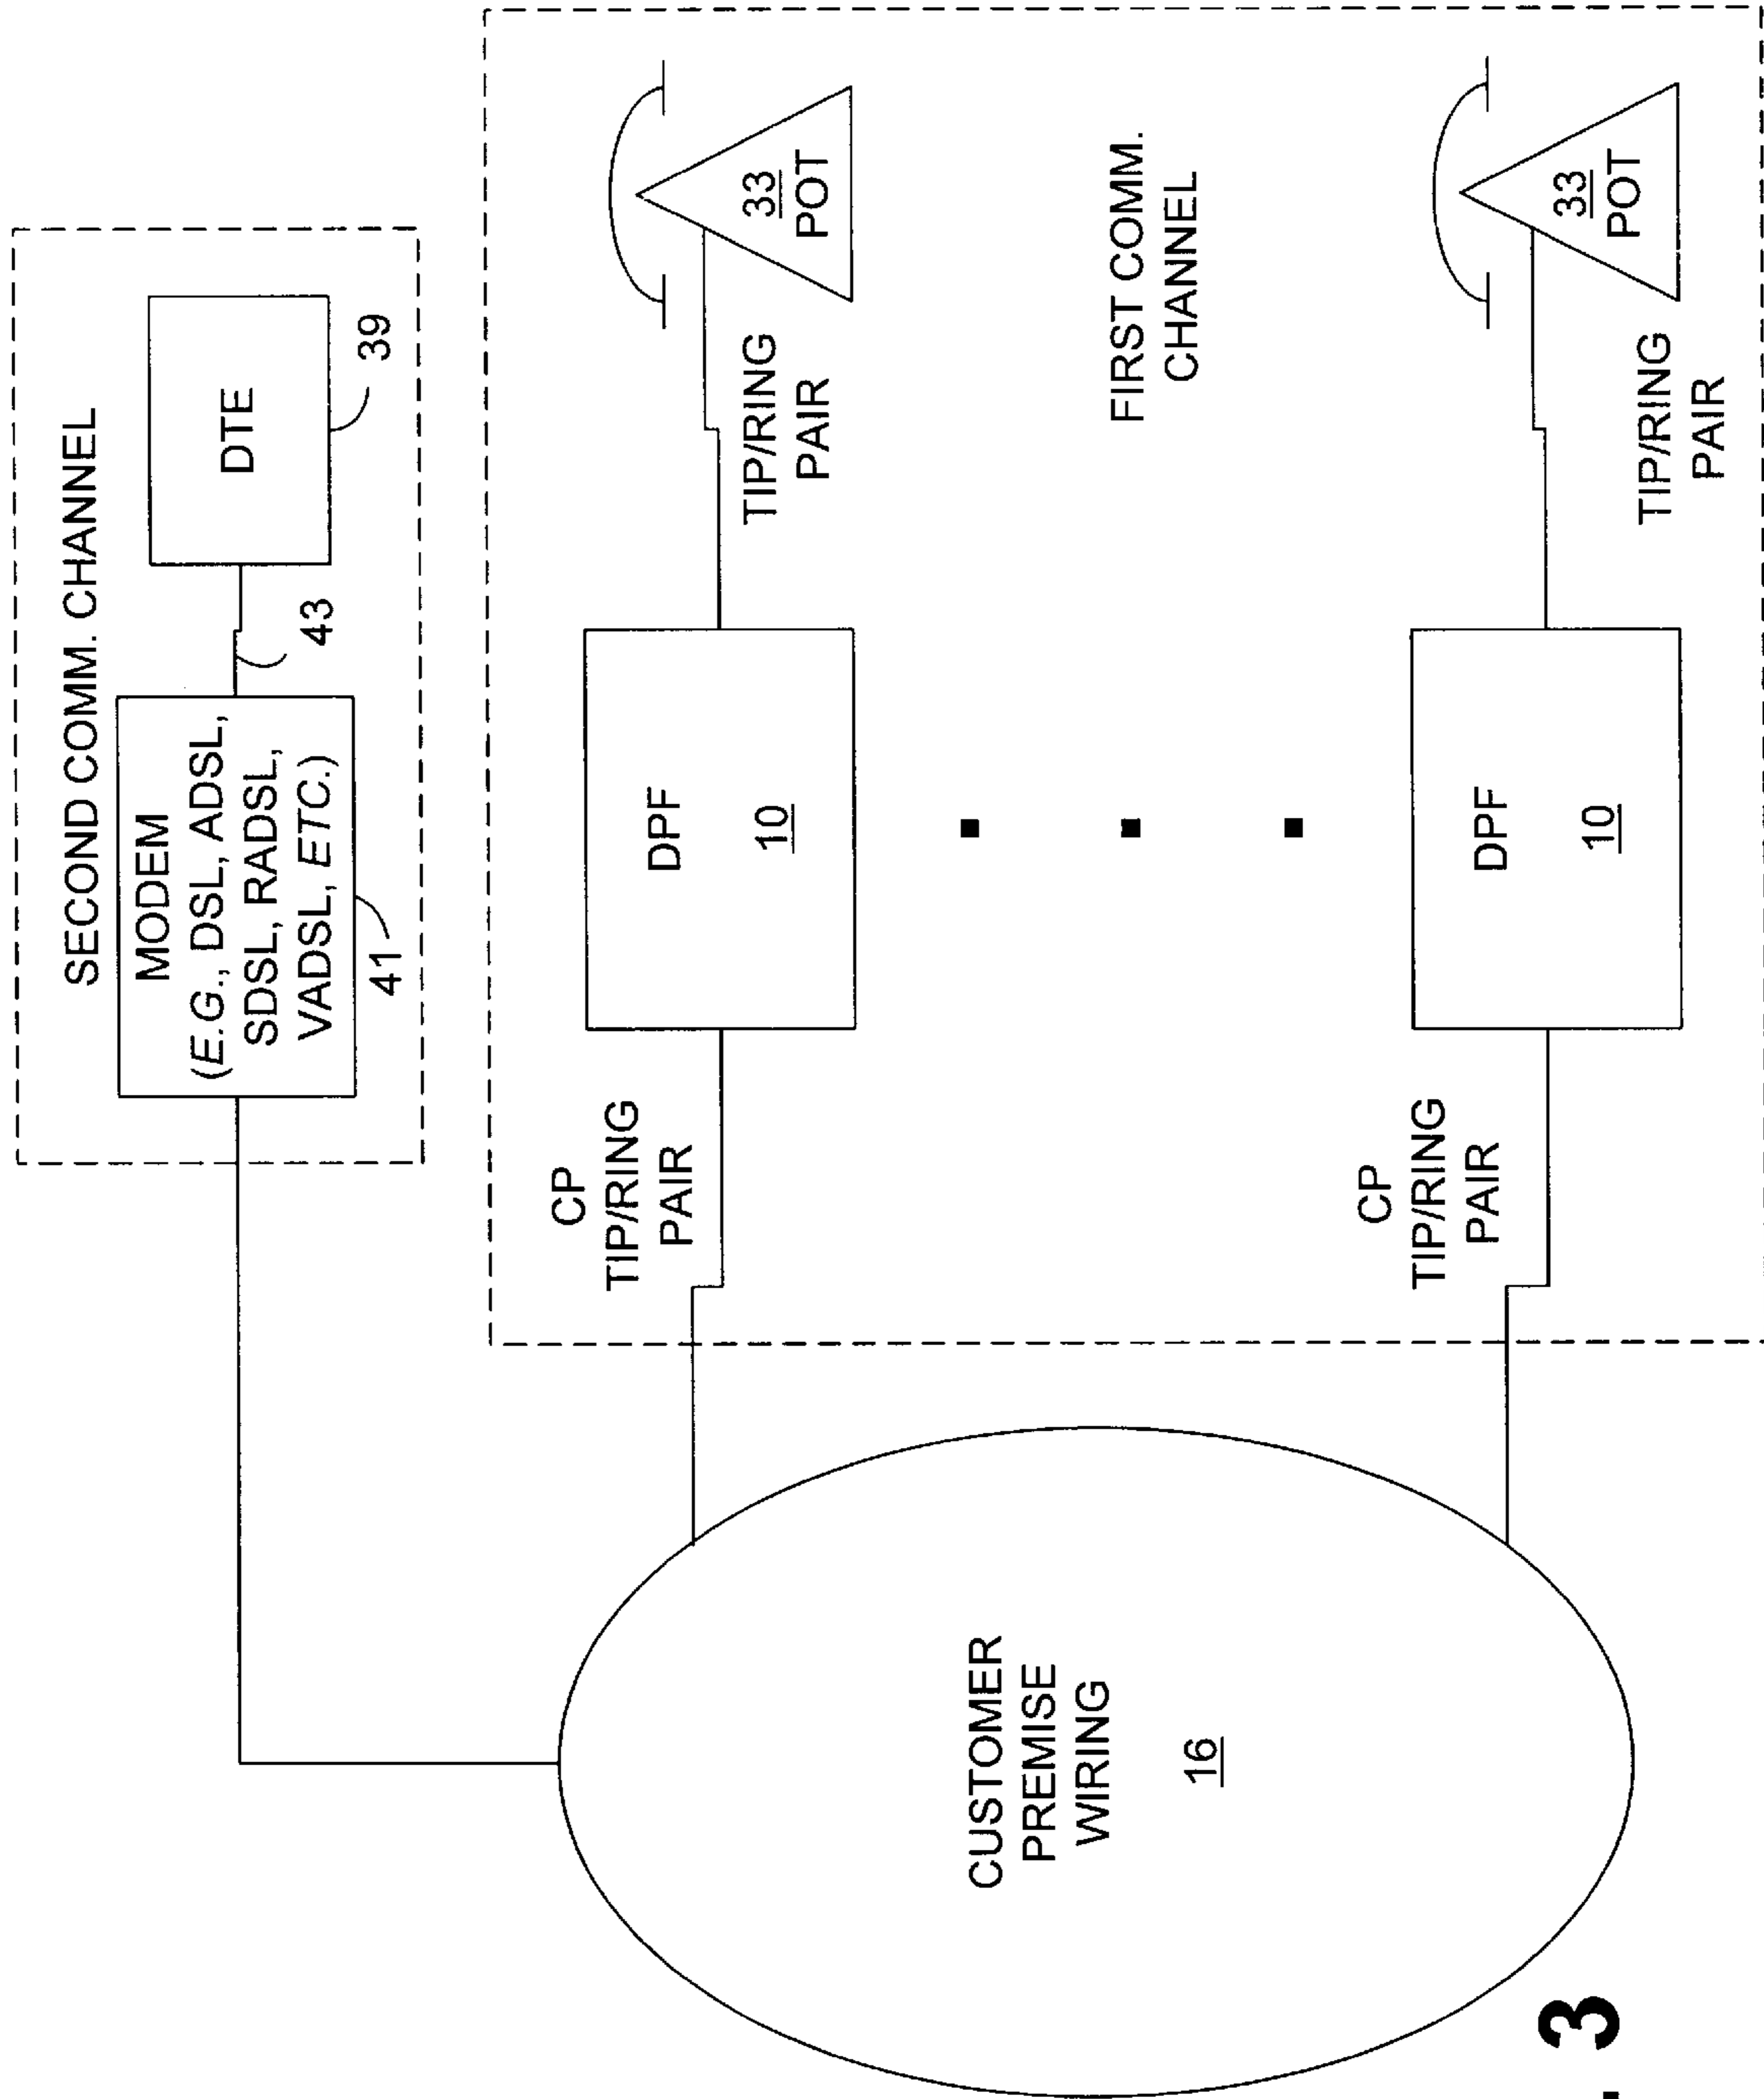 SECOND COMM. CHANNEL
MODEM
(E.G., DSL, ADSL,
SDSL, RADSL,
VADSL, ETC.)
41
43
DTE
39
CP
TIP/RING
PAIR
DPF
10
TIP/RING
PAIR
33
POT
FIRST COMM.
CHANNEL
CUSTOMER
PREMISE
WIRING
16
CP
TIP/RING
PAIR
DPF
10
TIP/RING
PAIR
33
POT
. 3